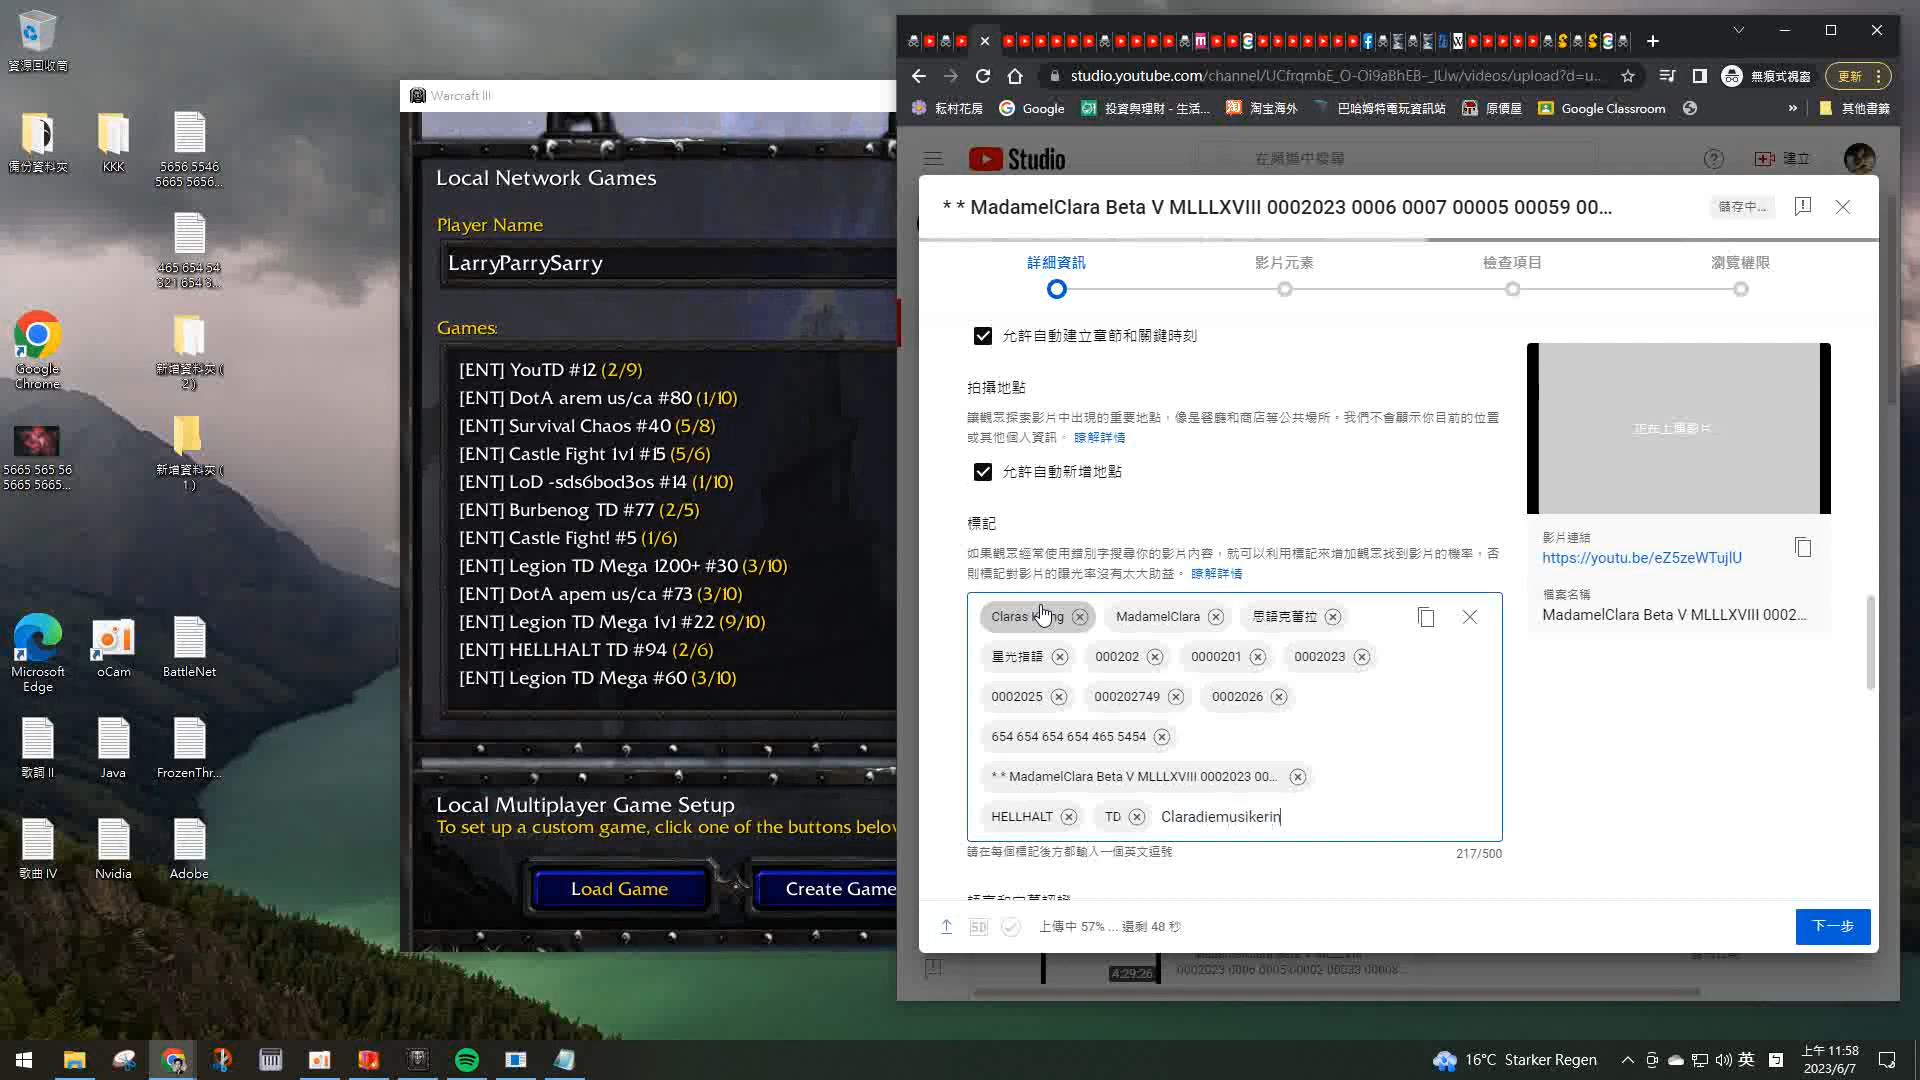 資源回收筒
備份資料夾
KKK
5656 5546
5665 5656...
465 654 54
321 654 3...
Google
Chrome
新增資料夾 (
2 )
5665 565 56
5665 5665...
新增資料夾 (
1 )
Microsoft
Edge
oCam
BattleNet
歌詞 II
Java
FrozenThr...
歌曲 IV
Nvidia
Adobe
Warcraft III
Local Network Games
Player Name
LarryParrySarry
Games:
[ENT] YouTD #12 (2/9)
[ENT] DotA arem us/ca #80 (1/10)
[ENT] Survival Chaos #40 (5/8)
[ENT] Castle Fight 1v1 #15 (5/6)
[ENT] LoD -sds6bod3os #14 (1/10)
[ENT] Burbenog TD #77 (2/5)
[ENT] Castle Fight! #5 (1/6)
[ENT] Legion TD Mega 1200+ #30 (3/10)
[ENT] DotA apem us/ca #73 (3/10)
[ENT] Legion TD Mega 1v1 #22 (9/10)
[ENT] HELLHALT TD #94 (2/6)
[ENT] Legion TD Mega #60 (3/10)
Local Multiplayer Game Setup
To set up a custom game, click one of the buttons below
Load Game
Create Game
studio.youtube.com/channel/UCfrqmbE_O-Oi9aBhEB-_IUw/videos/upload?d=u...
無痕式視窗
更新
耘村花房
Google
投資與理財 - 生活...
淘宝海外
巴哈姆特電玩資訊站
原價屋
Google Classroom
»
其他書籤
Studio
在頻道中搜尋
建立
* * MadamelClara Beta V MLLLXVIII 0002023 0006 0007 00005 00059 00...
儲存中...
詳細資訊
影片元素
檢查項目
瀏覽權限
允許自動建立章節和關鍵時刻
拍攝地點
讓觀眾探索影片中出現的重要地點，像是餐廳和商店等公共場所。我們不會顯示你目前的位置
或其他個人資訊。 瞭解詳情
允許自動新增地點
標記
如果觀眾經常使用錯別字搜尋你的影片內容，就可以利用標記來增加觀眾找到影片的機率，否
則標記對影片的曝光率沒有太大助益。 瞭解詳情
MadamelClara
思語克蕾拉
星光指語
000202
0000201
0002023
0002025
000202749
0002026
654 654 654 654 465 5454
* * MadamelClara Beta V MLLLXVIII 0002023 00...
HELLHALT
TD
Claradiemusikerin
請在每個標記後方都輸入一個英文逗號
217/500
正在上傳影片...
影片連結
https://youtu.be/eZ5zeWTujlU
檔案名稱
MadamelClara Beta V MLLLXVIII 0002...
SD
上傳中 57% ... 還剩 48 秒
下一步
4:29:26
16°C Starker Regen
英
上午 11:58
2023/6/7